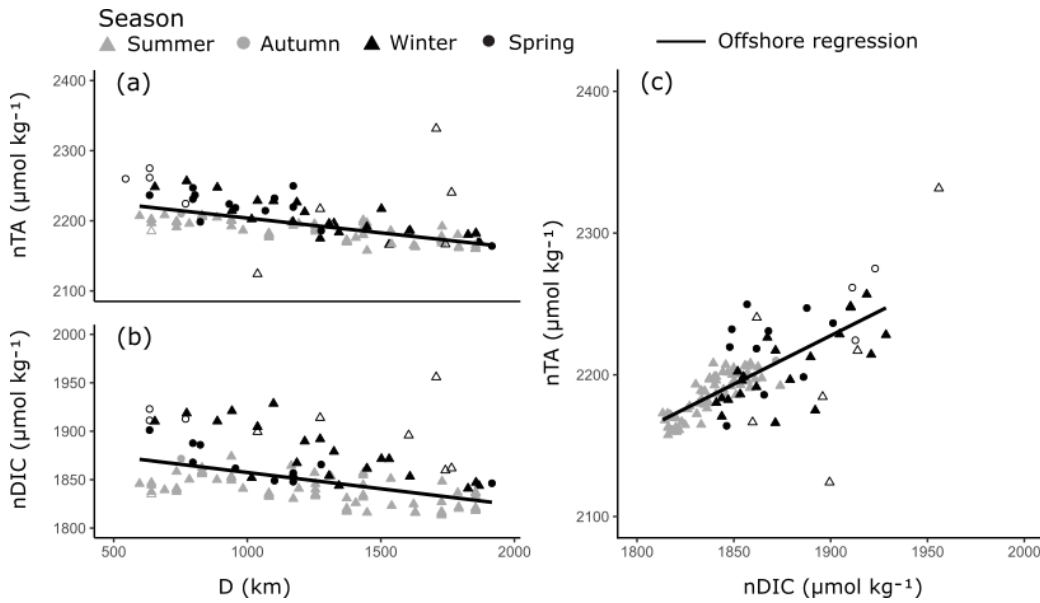 Season
Summer Autumn Winter Spring Offshore regression
(a)
nTA (µmol kg⁻¹)
2400
2300
2200
2100
(b)
nDIC (µmol kg⁻¹)
2000
1950
1900
1850
1800
500 1000 1500 2000
D (km)
(c)
nTA (µmol kg⁻¹)
2400
2300
2200
2100
1800 1850 1900 1950 2000
nDIC (µmol kg⁻¹)